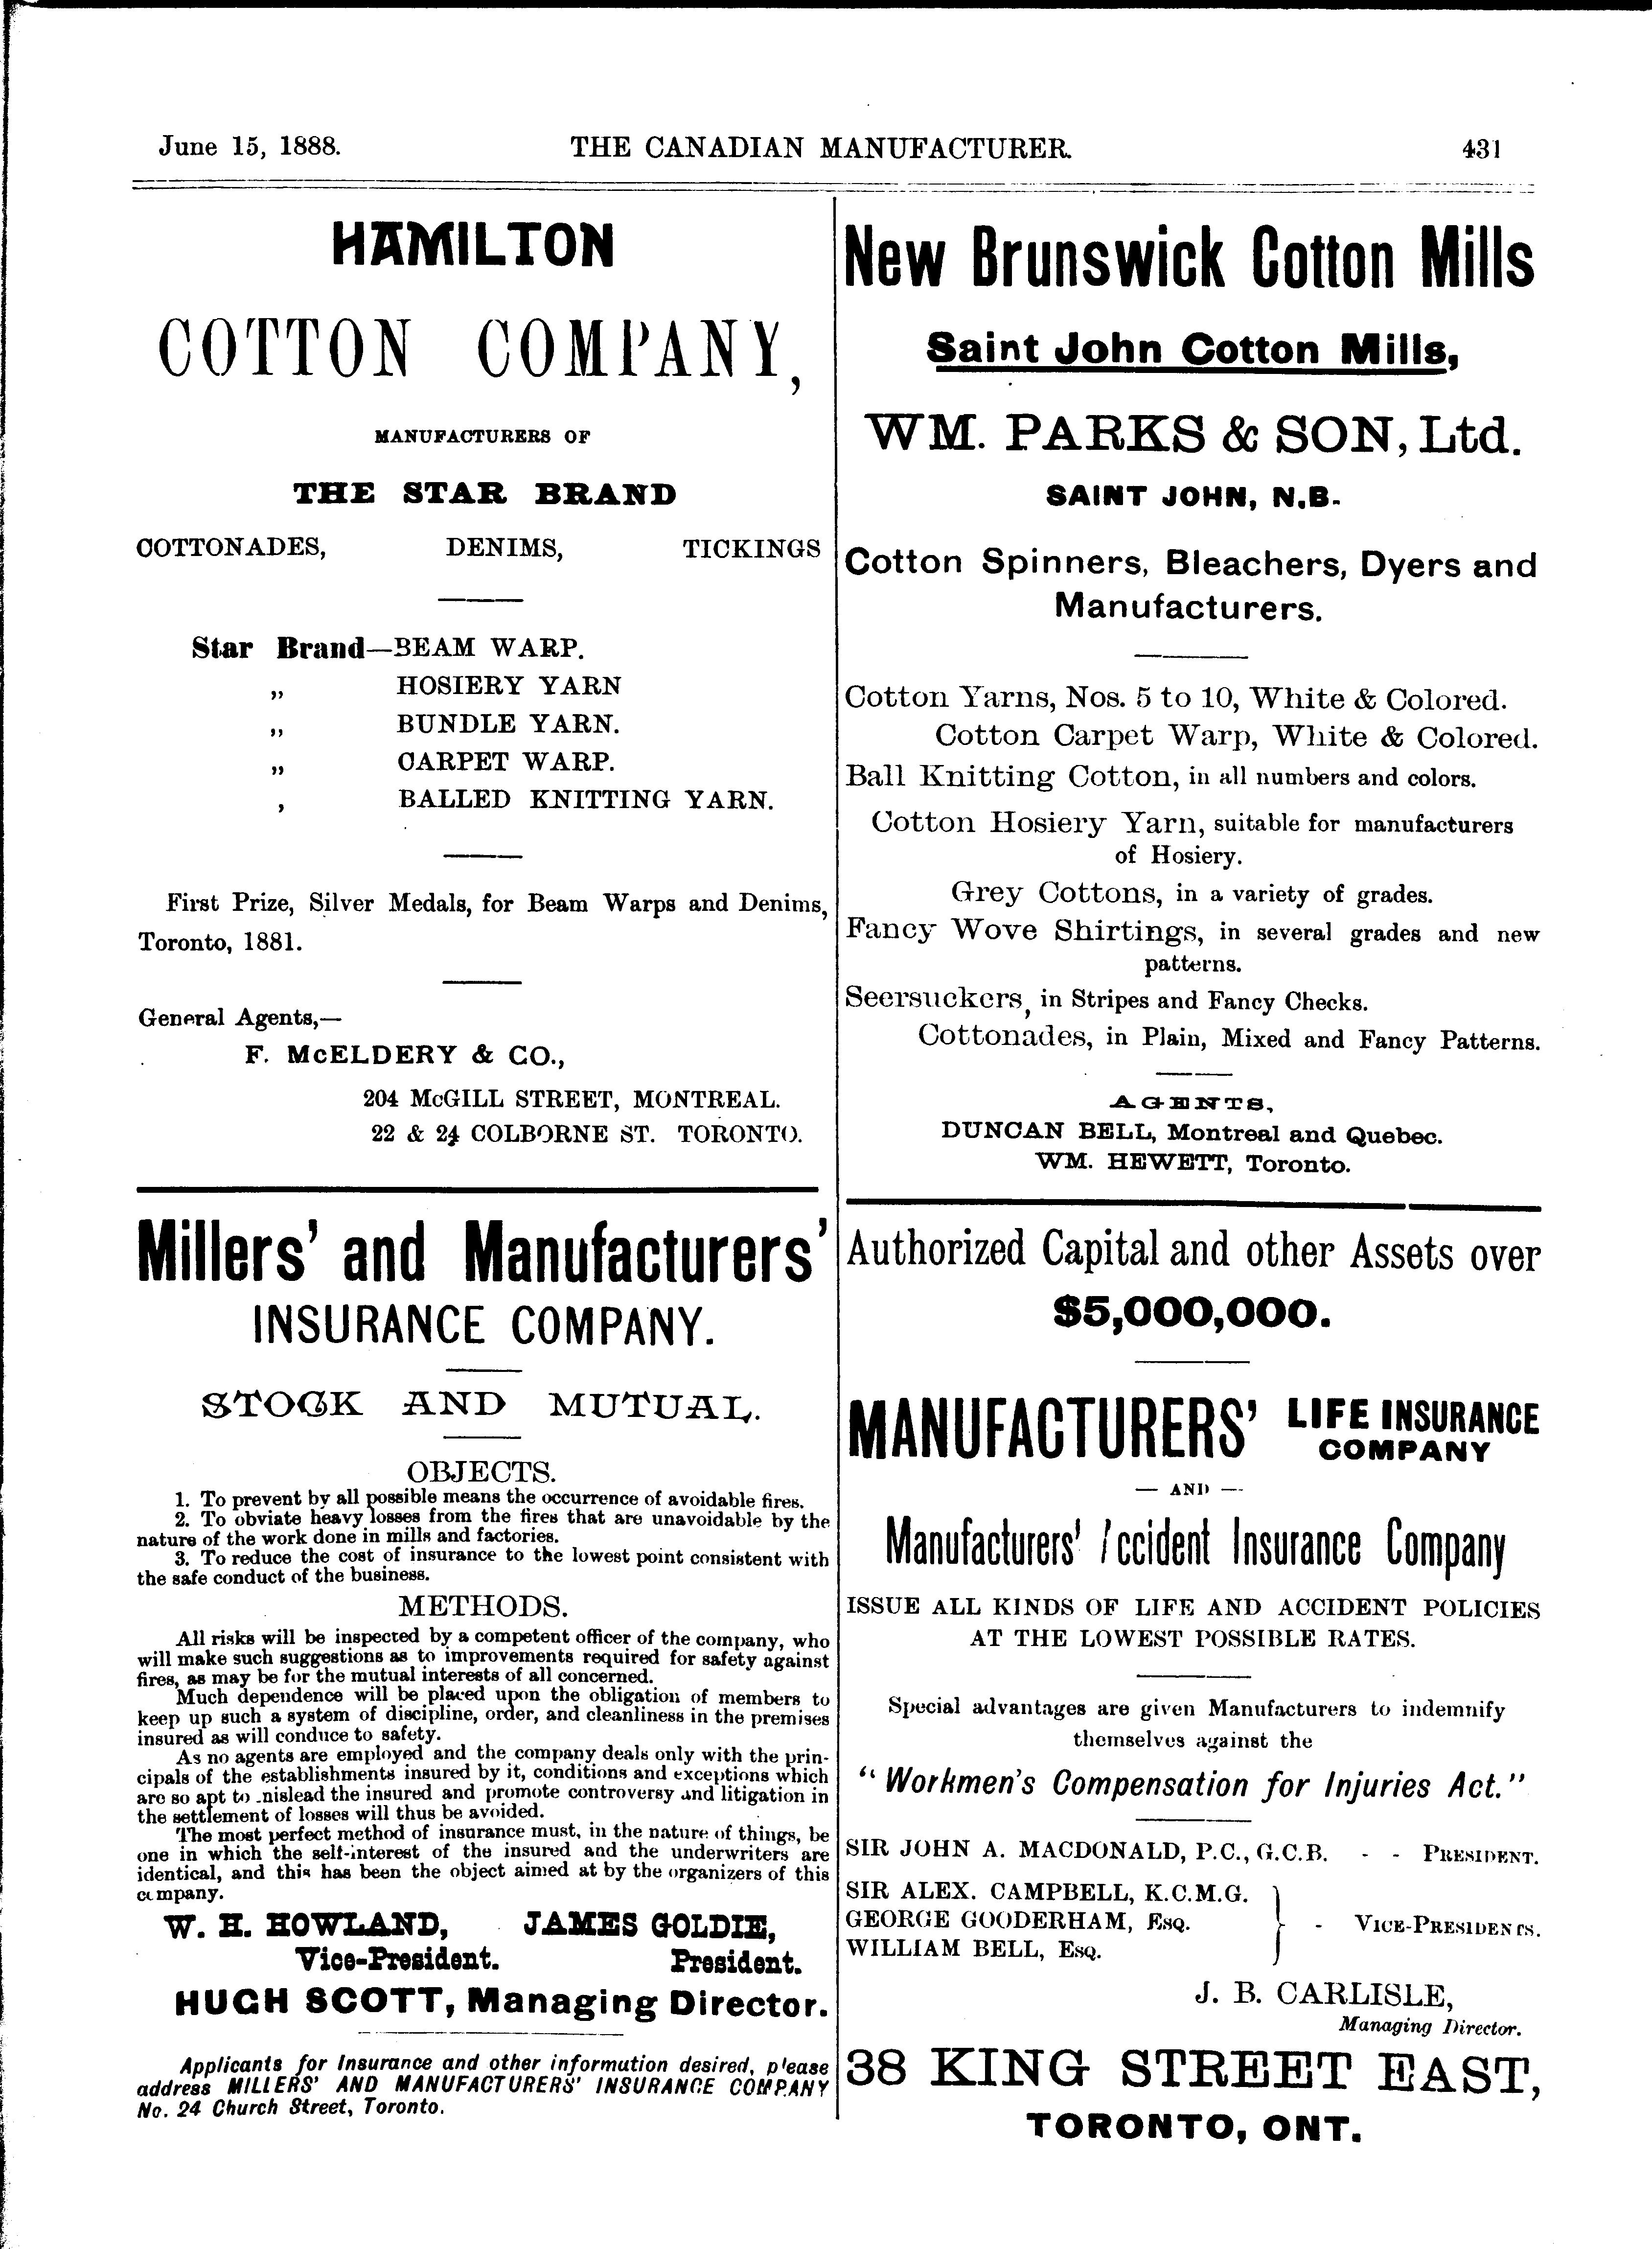 June 15, 1888.
THE CANADIAN MANUFACTURER.
431
HAMILTON
COTTON COMPANY,
MANUFACTURERS OF
THE STAR BRAND
COTTONADES, DENIMS, TICKINGS
Star Brand—BEAM WARP.
„ HOSIERY YARN
„ BUNDLE YARN.
„ CARPET WARP.
, BALLED KNITTING YARN.
First Prize, Silver Medals, for Beam Warps and Denims,
Toronto, 1881.
General Agents,—
F. McELDERY & CO.,
204 McGILL STREET, MONTREAL.
22 & 24 COLBORNE ST. TORONTO.
Millers' and Manufacturers'
INSURANCE COMPANY.
STOCK AND MUTUAL.
OBJECTS.
1. To prevent by all possible means the occurrence of avoidable fires.
2. To obviate heavy losses from the fires that are unavoidable by the
nature of the work done in mills and factories.
3. To reduce the cost of insurance to the lowest point consistent with
the safe conduct of the business.
METHODS.
All risks will be inspected by a competent officer of the company, who
will make such suggestions as to improvements required for safety against
fires, as may be for the mutual interests of all concerned.
Much dependence will be placed upon the obligation of members to
keep up such a system of discipline, order, and cleanliness in the premises
insured as will conduce to safety.
As no agents are employed and the company deals only with the prin-
cipals of the establishments insured by it, conditions and exceptions which
are so apt to mislead the insured and promote controversy and litigation in
the settlement of losses will thus be avoided.
The most perfect method of insurance must, in the nature of things, be
one in which the self-interest of the insured and the underwriters are
identical, and this has been the object aimed at by the organizers of this
company.
W. H. HOWLAND, JAMES GOLDIE,
Vice-President. President.
HUGH SCOTT, Managing Director.
Applicants for Insurance and other information desired, please
address MILLERS' AND MANUFACTURERS' INSURANCE COMPANY
No. 24 Church Street, Toronto.
New Brunswick Cotton Mills
Saint John Cotton Mills,
WM. PARKS & SON, Ltd.
SAINT JOHN, N.B.
Cotton Spinners, Bleachers, Dyers and
Manufacturers.
Cotton Yarns, Nos. 5 to 10, White & Colored.
Cotton Carpet Warp, White & Colored.
Ball Knitting Cotton, in all numbers and colors.
Cotton Hosiery Yarn, suitable for manufacturers
of Hosiery.
Grey Cottons, in a variety of grades.
Fancy Wove Shirtings, in several grades and new
patterns.
Seersuckers, in Stripes and Fancy Checks.
Cottonades, in Plain, Mixed and Fancy Patterns.
AGENTS,
DUNCAN BELL, Montreal and Quebec.
WM. HEWETT, Toronto.
Authorized Capital and other Assets over
$5,000,000.
MANUFACTURERS' LIFE INSURANCE
COMPANY
— AND —
Manufacturers' Accident Insurance Company
ISSUE ALL KINDS OF LIFE AND ACCIDENT POLICIES
AT THE LOWEST POSSIBLE RATES.
Special advantages are given Manufacturers to indemnify
themselves against the
"Workmen's Compensation for Injuries Act."
SIR JOHN A. MACDONALD, P.C., G.C.B. - - PRESIDENT.
SIR ALEX. CAMPBELL, K.C.M.G.
GEORGE GOODERHAM, Esq. - VICE-PRESIDENTS.
WILLIAM BELL, Esq.
J. B. CARLISLE,
Managing Director.
38 KING STREET EAST,
TORONTO, ONT.